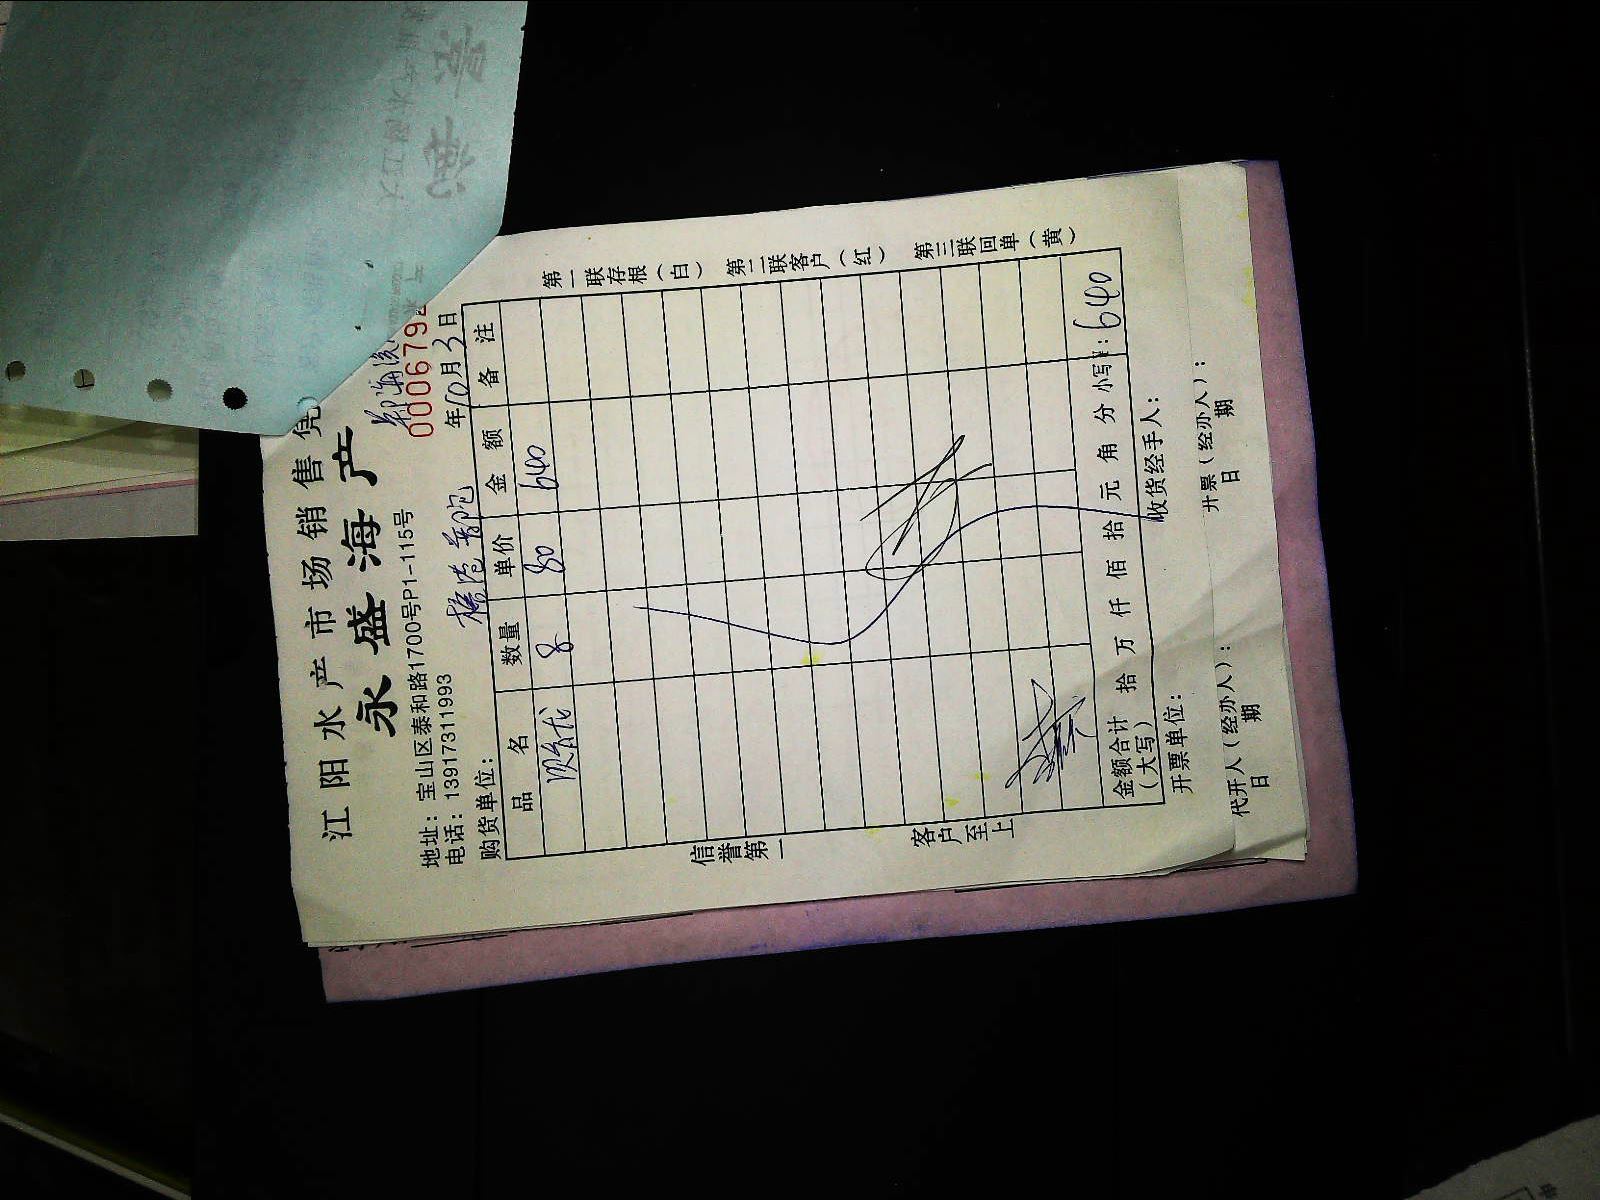 江阳水产市场销售凭
永盛海产
地址：宝山区泰和路1700号P1-115号
电话：13917311993
000679
购货单位：
年10月3日
品名 数量 单价 金额 备注
8 80 640
信誉第一
客户至上
第一联存根（白）
第二联客户（红）
第三联回单（黄）
金额合计（大写） 拾 万 仟 佰 拾 元 角 分 小写¥：640
开票单位： 收货经手人：
代开人（经办人）： 开票（经办人）：
日期 日期